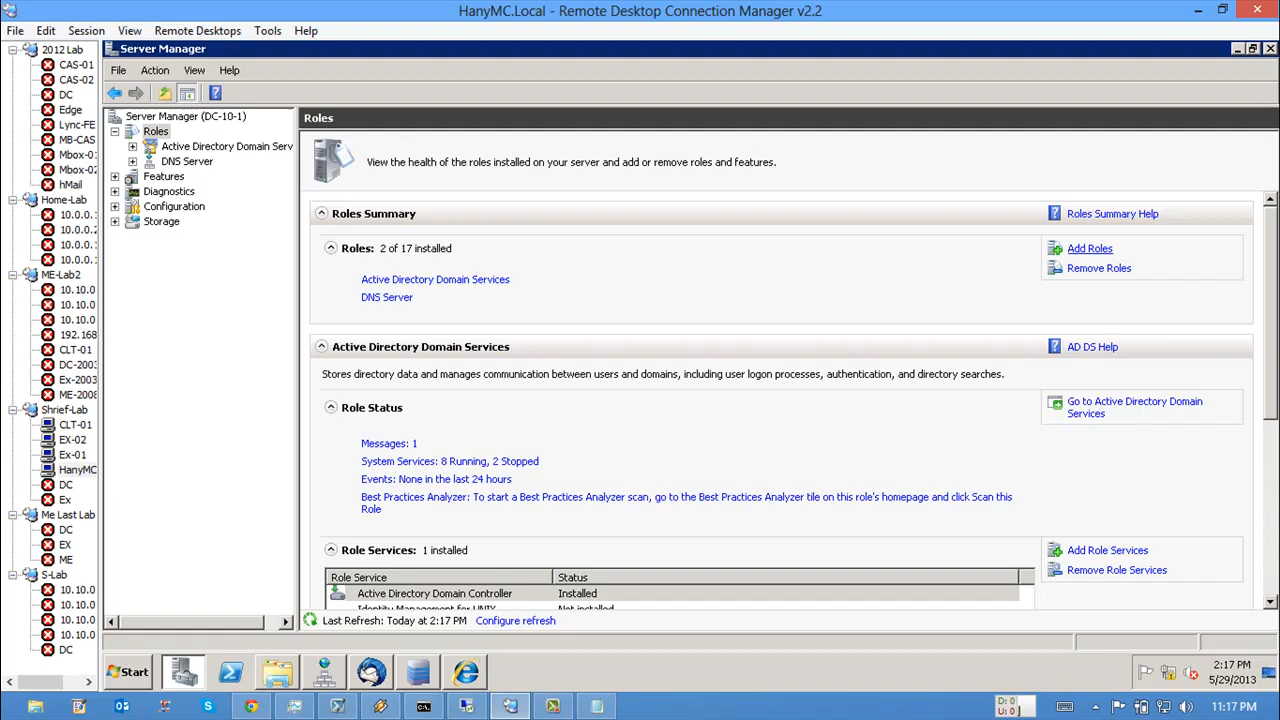 HanyMC.Local - Remote Desktop Connection Manager v2.2
File Edit Session View Remote Desktops Tools Help
2012 Lab
CAS-01
CAS-02
DC
Edge
Lync-FE
MB-CAS
Mbox-01
Mbox-02
hMail
Home-Lab
10.0.0.
10.0.0.2
10.0.0.
10.0.0.
ME-Lab2
10.10.0
10.10.0
10.10.0
192.168
CLT-01
DC-2003
Ex-2003
ME-2008
Shrief-Lab
CLT-01
EX-02
Ex-01
HanyMC
DC
Ex
Me Last Lab
DC
EX
ME
S-Lab
10.10.0
10.10.0
10.10.0
10.10.0
DC
Server Manager
File Action View Help
Server Manager (DC-10-1)
Roles
Active Directory Domain Serv
DNS Server
Features
Diagnostics
Configuration
Storage
Roles
View the health of the roles installed on your server and add or remove roles and features.
Roles Summary
Roles Summary Help
Roles: 2 of 17 installed
Add Roles
Remove Roles
Active Directory Domain Services
DNS Server
Active Directory Domain Services
AD DS Help
Stores directory data and manages communication between users and domains, including user logon processes, authentication, and directory searches.
Role Status
Go to Active Directory Domain
Services
Messages: 1
System Services: 8 Running, 2 Stopped
Events: None in the last 24 hours
Best Practices Analyzer: To start a Best Practices Analyzer scan, go to the Best Practices Analyzer tile on this role's homepage and click Scan this
Role
Role Services: 1 installed
Add Role Services
Remove Role Services
Role Service Status
Active Directory Domain Controller Installed
Identity Management for UNIX Not installed
Last Refresh: Today at 2:17 PM Configure refresh
Start
2:17 PM
5/29/2013
D: 0
U: 0
11:17 PM